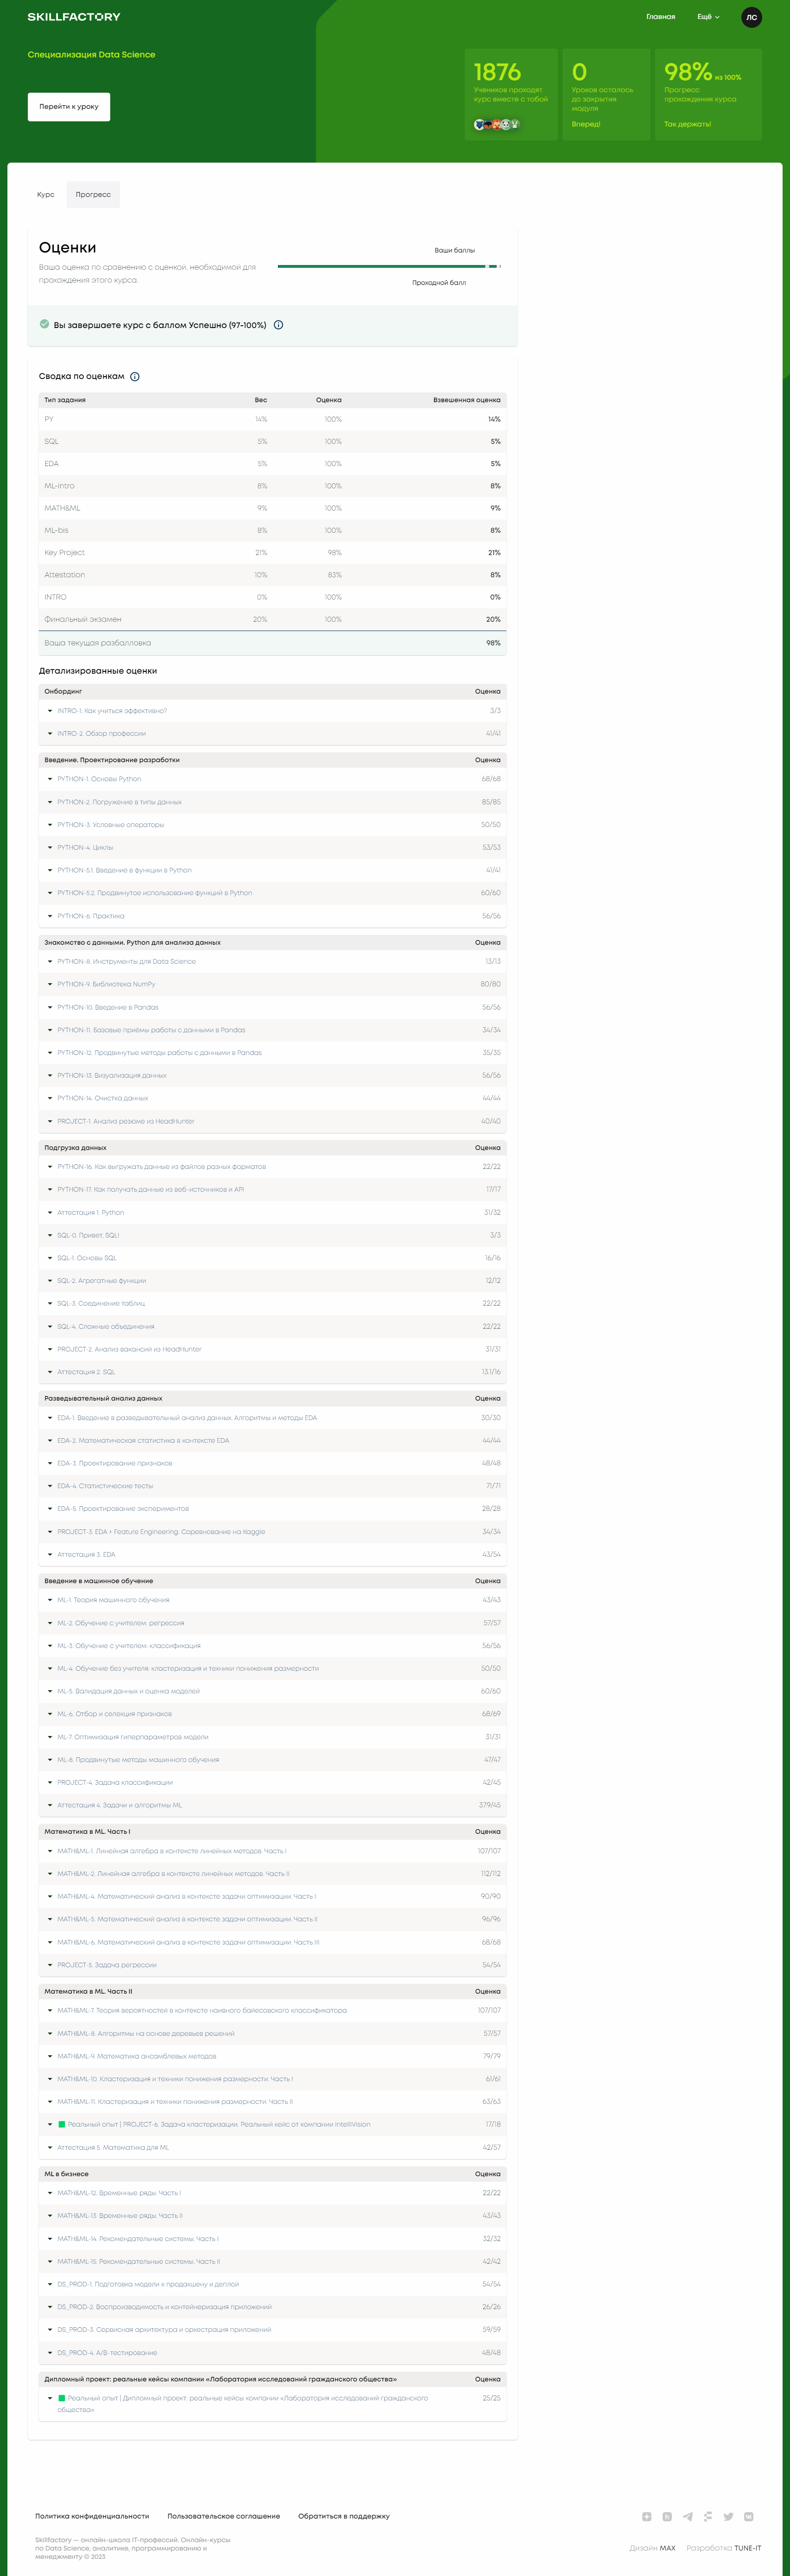 SKILLFACTORY
Главная Ещё ЛС
Специализация Data Science
Перейти к уроку
1876
Учеников проходят
курс вместе с тобой
0
Уроков осталось
до закрытия
модуля
Вперед!
98% из 100%
Прогресс
прохождения курса
Так держать!
Курс Прогресс
Оценки
Ваша оценка по сравнению с оценкой, необходимой для
прохождения этого курса.
Ваши баллы
Проходной балл
Вы завершаете курс с баллом Успешно (97-100%)
Сводка по оценкам
Тип задания Вес Оценка Взвешенная оценка
PY 14% 100% 14%
SQL 5% 100% 5%
EDA 5% 100% 5%
ML-intro 8% 100% 8%
MATH&ML 9% 100% 9%
ML-bis 8% 100% 8%
Key Project 21% 98% 21%
Attestation 10% 83% 8%
INTRO 0% 100% 0%
Финальный экзамен 20% 100% 20%
Ваша текущая разбалловка 98%
Детализированные оценки
Онбординг Оценка
INTRO-1. Как учиться эффективно? 3/3
INTRO-2. Обзор профессии 41/41
Введение. Проектирование разработки Оценка
PYTHON-1. Основы Python 68/68
PYTHON-2. Погружение в типы данных 85/85
PYTHON-3. Условные операторы 50/50
PYTHON-4. Циклы 53/53
PYTHON-5.1. Введение в функции в Python 41/41
PYTHON-5.2. Продвинутое использование функций в Python 60/60
PYTHON-6. Практика 56/56
Знакомство с данными. Python для анализа данных Оценка
PYTHON-8. Инструменты для Data Science 13/13
PYTHON-9. Библиотека NumPy 80/80
PYTHON-10. Введение в Pandas 56/56
PYTHON-11. Базовые приёмы работы с данными в Pandas 34/34
PYTHON-12. Продвинутые методы работы с данными в Pandas 35/35
PYTHON-13. Визуализация данных 56/56
PYTHON-14. Очистка данных 44/44
PROJECT-1. Анализ резюме из HeadHunter 40/40
Подгрузка данных Оценка
PYTHON-16. Как выгружать данные из файлов разных форматов 22/22
PYTHON-17. Как получать данные из веб-источников и API 17/17
Аттестация 1. Python 31/32
SQL-0. Привет, SQL! 3/3
SQL-1. Основы SQL 16/16
SQL-2. Агрегатные функции 12/12
SQL-3. Соединение таблиц 22/22
SQL-4. Сложные объединения 22/22
PROJECT-2. Анализ вакансий из HeadHunter 31/31
Аттестация 2. SQL 13.1/16
Разведывательный анализ данных Оценка
EDA-1. Введение в разведывательный анализ данных. Алгоритмы и методы EDA 30/30
EDA-2. Математическая статистика в контексте EDA 44/44
EDA-3. Проектирование признаков 48/48
EDA-4. Статистические тесты 71/71
EDA-5. Проектирование экспериментов 28/28
PROJECT-3. EDA + Feature Engineering. Соревнование на Kaggle 34/34
Аттестация 3. EDA 43/54
Введение в машинное обучение Оценка
ML-1. Теория машинного обучения 43/43
ML-2. Обучение с учителем: регрессия 57/57
ML-3. Обучение с учителем: классификация 56/56
ML-4. Обучение без учителя: кластеризация и техники понижения размерности 50/50
ML-5. Валидация данных и оценка моделей 60/60
ML-6. Отбор и селекция признаков 68/69
ML-7. Оптимизация гиперпараметров модели 31/31
ML-8. Продвинутые методы машинного обучения 47/47
PROJECT-4. Задача классификации 42/45
Аттестация 4. Задачи и алгоритмы ML 37.9/45
Математика в ML. Часть I Оценка
MATH&ML-1. Линейная алгебра в контексте линейных методов. Часть I 107/107
MATH&ML-2. Линейная алгебра в контексте линейных методов. Часть II 112/112
MATH&ML-4. Математический анализ в контексте задачи оптимизации. Часть I 90/90
MATH&ML-5. Математический анализ в контексте задачи оптимизации. Часть II 96/96
MATH&ML-6. Математический анализ в контексте задачи оптимизации. Часть III 68/68
PROJECT-5. Задача регрессии 54/54
Математика в ML. Часть II Оценка
MATH&ML-7. Теория вероятностей в контексте наивного байесовского классификатора 107/107
MATH&ML-8. Алгоритмы на основе деревьев решений 57/57
MATH&ML-9. Математика ансамблевых методов 79/79
MATH&ML-10. Кластеризация и техники понижения размерности. Часть I 61/61
MATH&ML-11. Кластеризация и техники понижения размерности. Часть II 63/63
Реальный опыт | PROJECT-6. Задача кластеризации. Реальный кейс от компании IntelliVision 17/18
Аттестация 5. Математика для ML 42/57
ML в бизнесе Оценка
MATH&ML-12. Временные ряды. Часть I 22/22
MATH&ML-13. Временные ряды. Часть II 43/43
MATH&ML-14. Рекомендательные системы. Часть I 32/32
MATH&ML-15. Рекомендательные системы. Часть II 42/42
DS_PROD-1. Подготовка модели к продакшену и деплой 54/54
DS_PROD-2. Воспроизводимость и контейнеризация приложений 26/26
DS_PROD-3. Сервисная архитектура и оркестрация приложений 59/59
DS_PROD-4. A/B-тестирование 48/48
Дипломный проект: реальные кейсы компании «Лаборатория исследований гражданского общества» Оценка
Реальный опыт | Дипломный проект: реальные кейсы компании «Лаборатория исследований гражданского 25/25
общества»
Политика конфиденциальности Пользовательское соглашение Обратиться в поддержку
Skillfactory — онлайн-школа IT-профессий. Онлайн-курсы
по Data Science, аналитике, программированию и
менеджменту © 2023
Дизайн MAX Разработка TUNE-IT